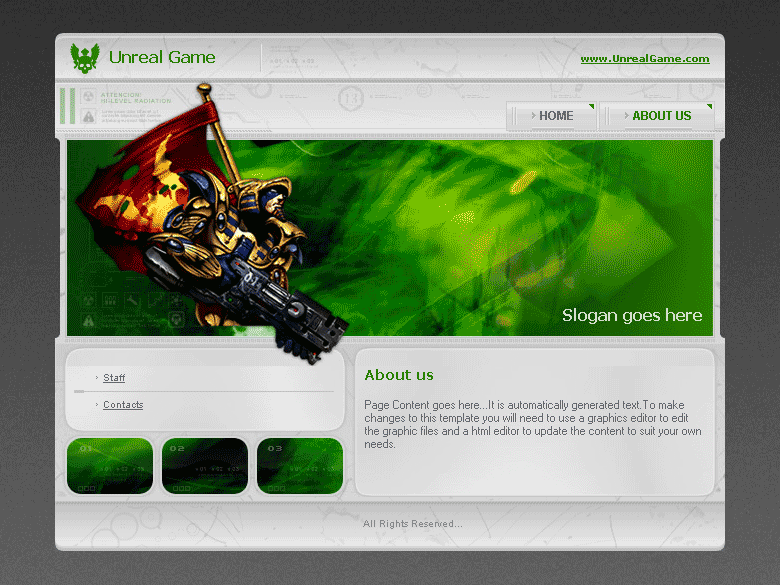 Unreal Game
www.UnrealGame.com
ATTENCION:
HI-LEVEL RADIATION
13
HOME
ABOUT US
Slogan goes here
Staff
Contacts
01
02
03
About us
Page Content goes here...It is automatically generated text.To make
changes to this template you will need to use a graphics editor to edit
the graphic files and a html editor to update the content to suit your own
needs.
All Rights Reserved...